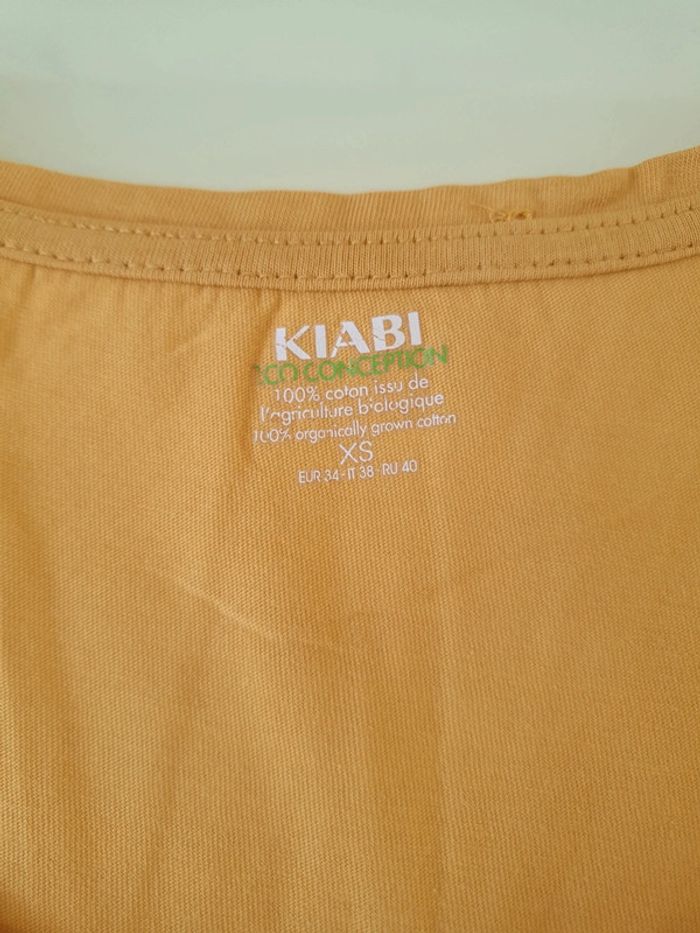 KIABI
ECO CONCEPTION
100% coton issu de
l'agriculture biologique
100% organically grown cotton
XS
EUR 34 - IT 38 - RU 40